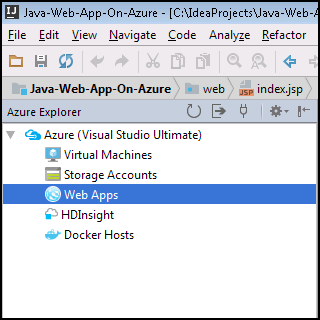 IJ Java-Web-App-On-Azure - [C:\IdeaProjects\Java-Web-A
File Edit View Navigate Code Analyze Refactor
Java-Web-App-On-Azure web JSP index.jsp
Azure Explorer
Azure (Visual Studio Ultimate)
Virtual Machines
Storage Accounts
Web Apps
HDInsight
Docker Hosts